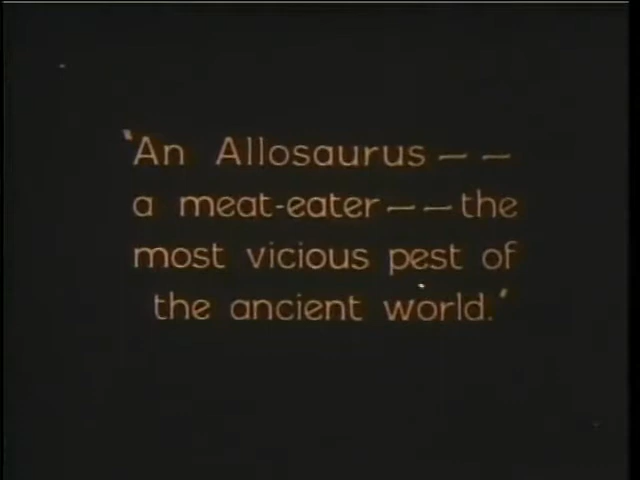 "An Allosaurus — —
a meat-eater — — the
most vicious pest of
the ancient world."